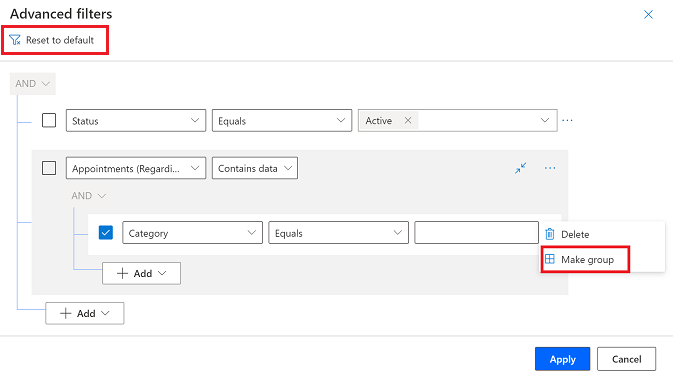 Advanced filters
Reset to default
AND
Status Equals Active
Appointments (Regardi... Contains data
AND
Category Equals
Delete
Make group
Add
Add
Apply Cancel